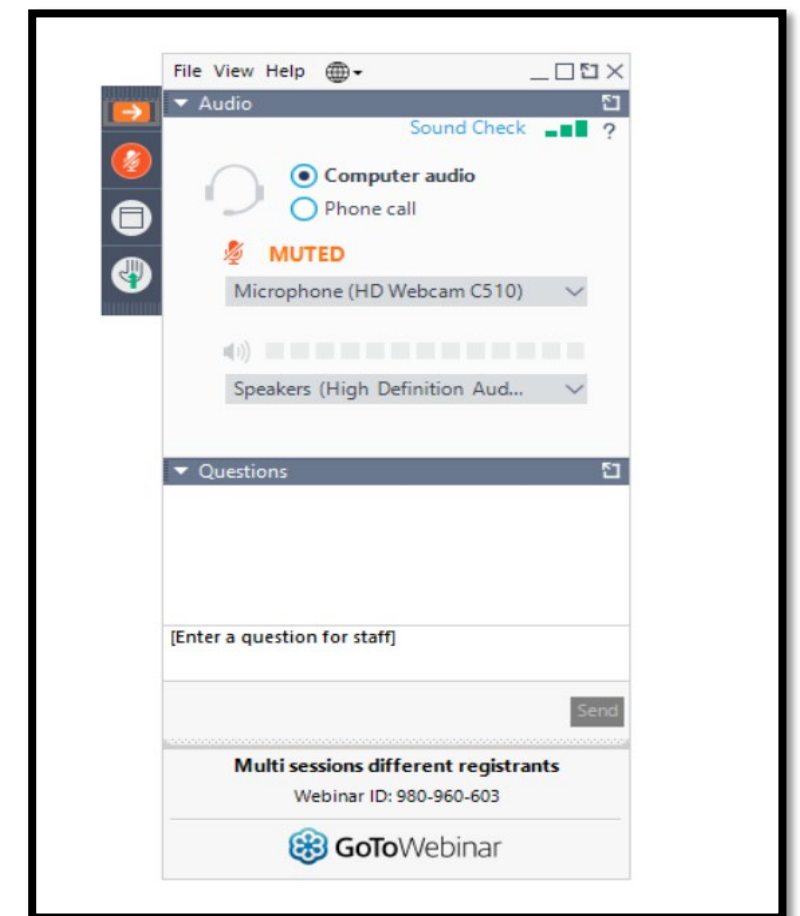 File View Help
Audio
Sound Check ?
Computer audio
Phone call
MUTED
Microphone (HD Webcam C510)
Speakers (High Definition Aud...
Questions
[Enter a question for staff]
Send
Multi sessions different registrants
Webinar ID: 980-960-603
GoToWebinar